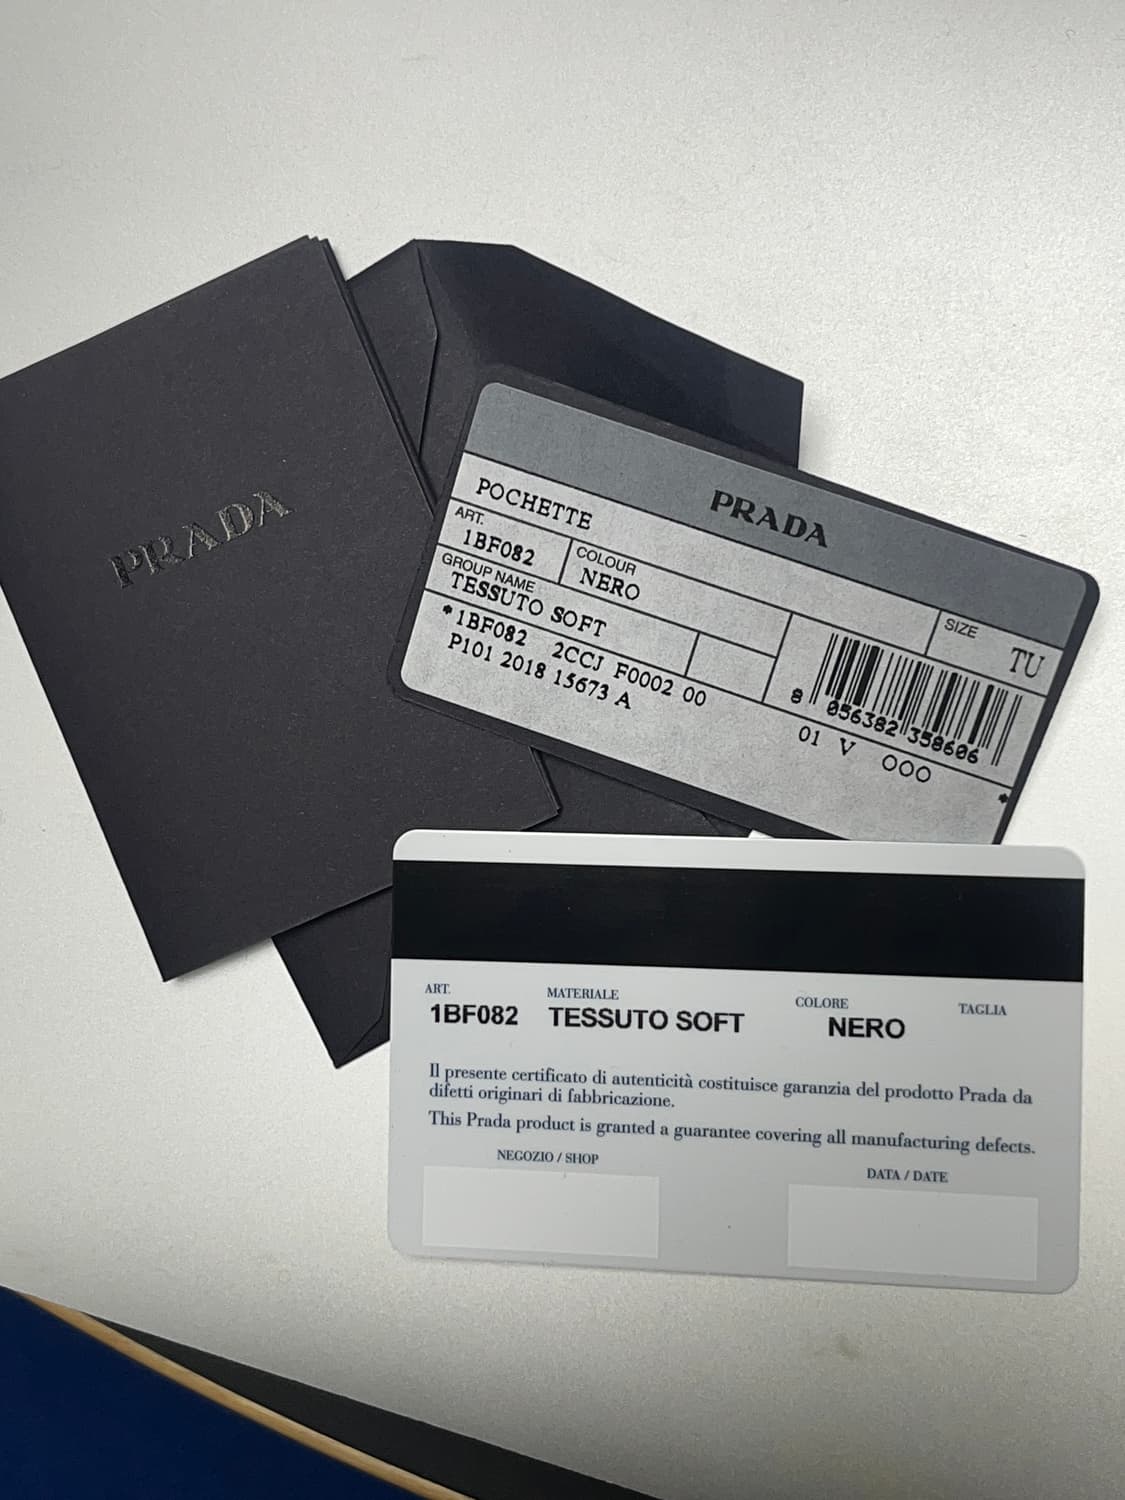 PRADA
PRADA
POCHETTE
SIZE TU
ART. COLOUR
1BF082 NERO
GROUP NAME
TESSUTO SOFT
*1BF082 2CCJ F0002 00
P101 2018 15673 A
8 056382 358606
01 V OOO
*
ART. MATERIALE COLORE TAGLIA
1BF082 TESSUTO SOFT NERO
Il presente certificato di autenticità costituisce garanzia del prodotto Prada da
difetti originari di fabbricazione.
This Prada product is granted a guarantee covering all manufacturing defects.
NEGOZIO / SHOP DATA / DATE